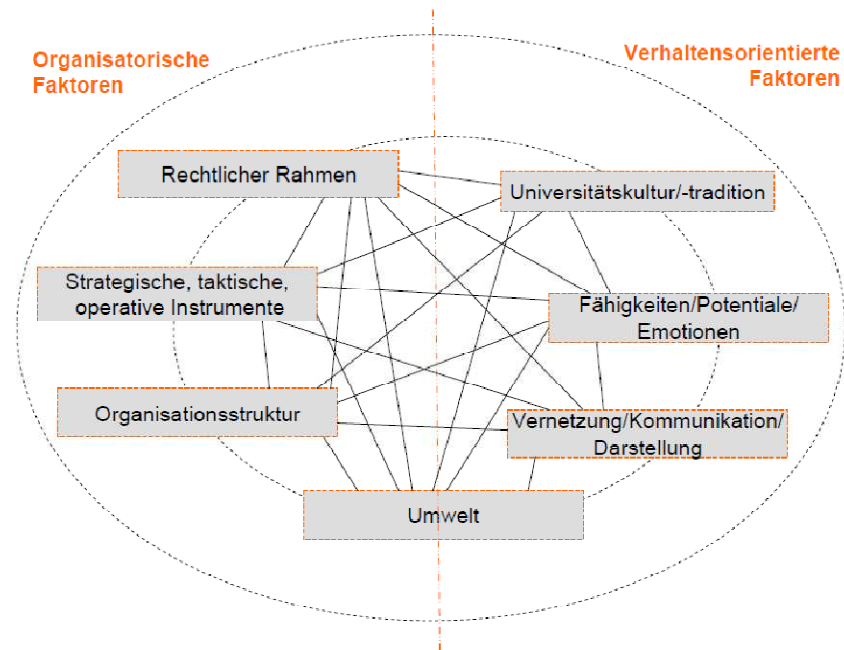 Organisatorische
Faktoren
Verhaltensorientierte
Faktoren
Rechtlicher Rahmen
Universitätskultur/-tradition
Strategische, taktische,
operative Instrumente
Fähigkeiten/Potentiale/
Emotionen
Organisationsstruktur
Vernetzung/Kommunikation/
Darstellung
Umwelt